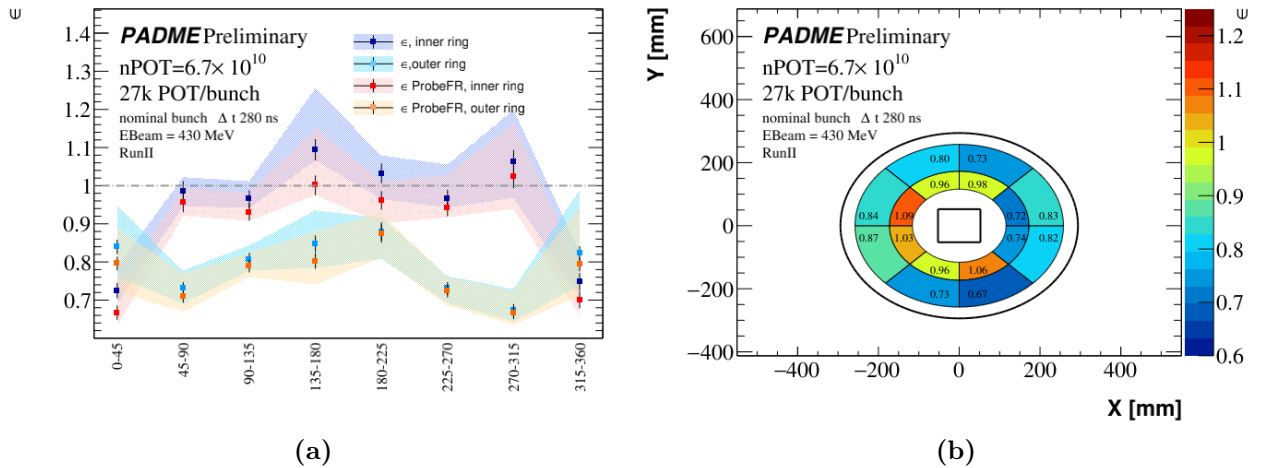 ∊
1.4
1.3
1.2
1.1
1
0.9
0.8
0.7
PADME Preliminary
nPOT=6.7× 10^10
27k POT/bunch
nominal bunch Δ t 280 ns
EBeam = 430 MeV
RunII
∊, inner ring
∊,outer ring
∊ ProbeFR, inner ring
∊ ProbeFR, outer ring
0-45
45-90
90-135
135-180
180-225
225-270
270-315
315-360
(a)
Y [mm]
600
400
200
0
−200
−400
PADME Preliminary
nPOT=6.7× 10^10
27k POT/bunch
nominal bunch Δ t 280 ns
EBeam = 430 MeV
RunII
0.80 0.73
0.96 0.98
0.84 1.09 0.72 0.83
0.87 1.03 0.74 0.82
0.96 1.06
0.73 0.67
−400 −200 0 200 400
X [mm]
∊
1.2
1.1
1
0.9
0.8
0.7
0.6
(b)